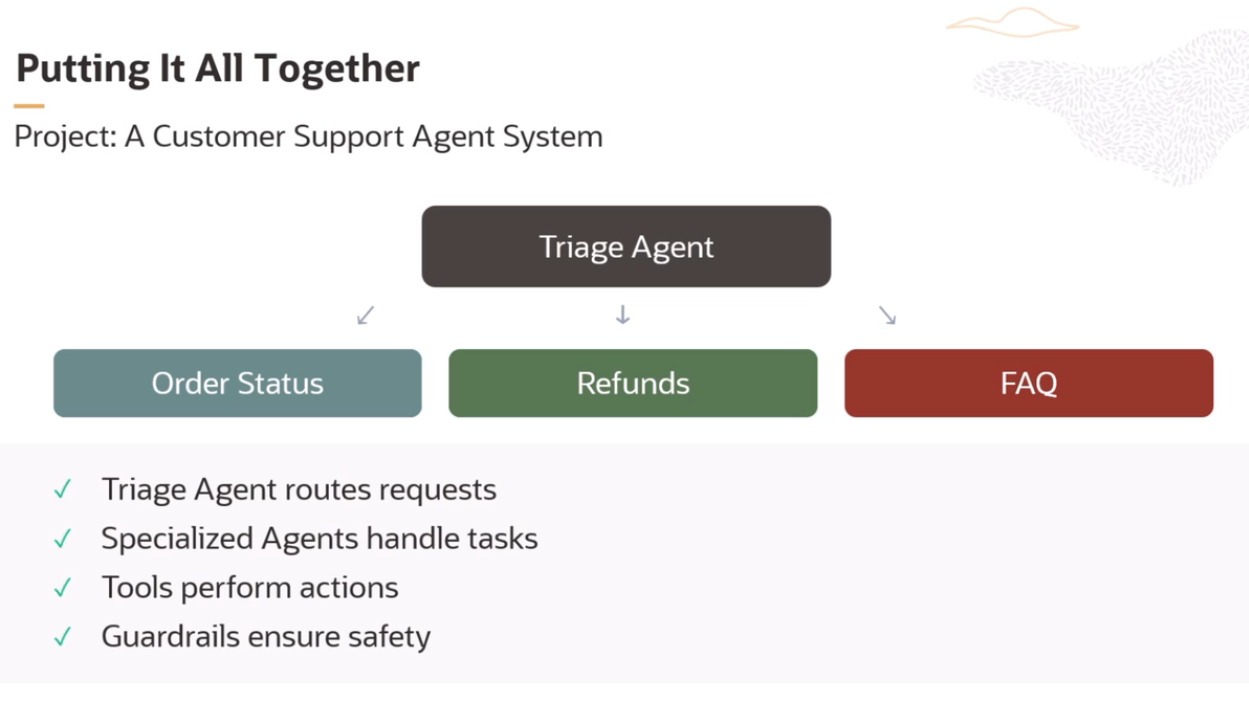 Putting It All Together
Project: A Customer Support Agent System
Triage Agent
↙ ↓ ↘
Order Status
Refunds
FAQ
✓ Triage Agent routes requests
✓ Specialized Agents handle tasks
✓ Tools perform actions
✓ Guardrails ensure safety